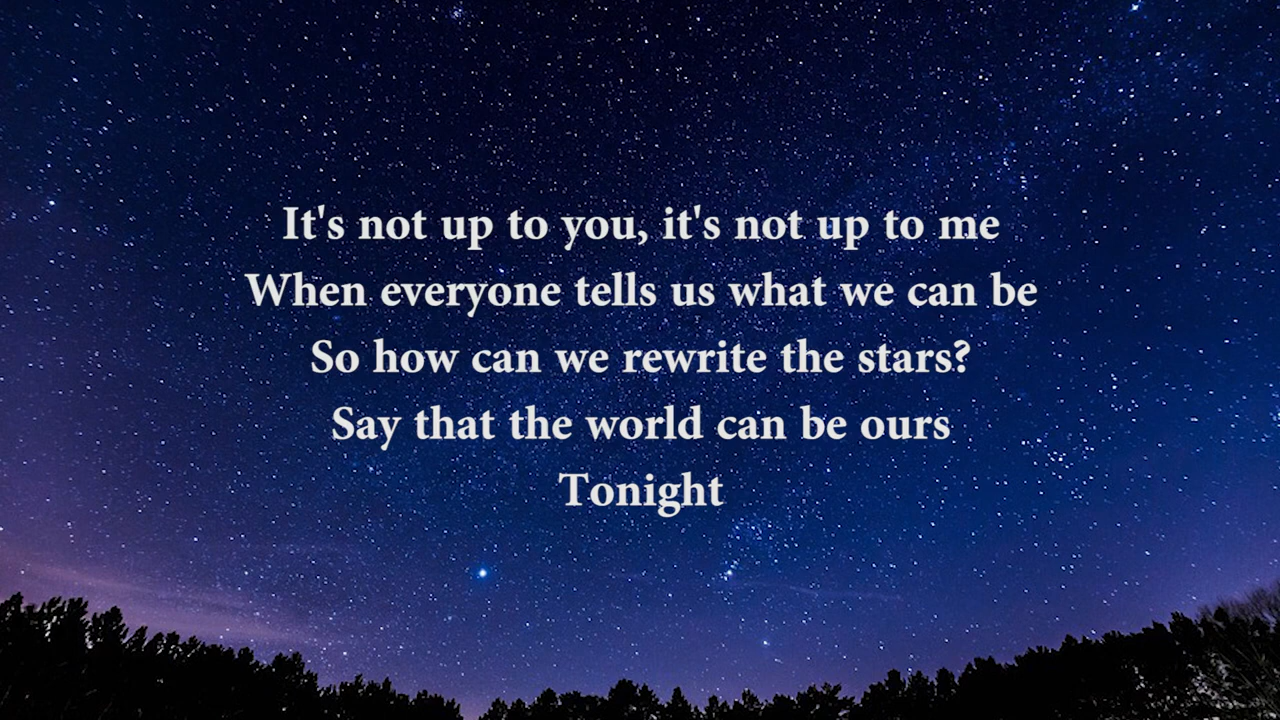 It's not up to you, it's not up to me
When everyone tells us what we can be
So how can we rewrite the stars?
Say that the world can be ours
Tonight